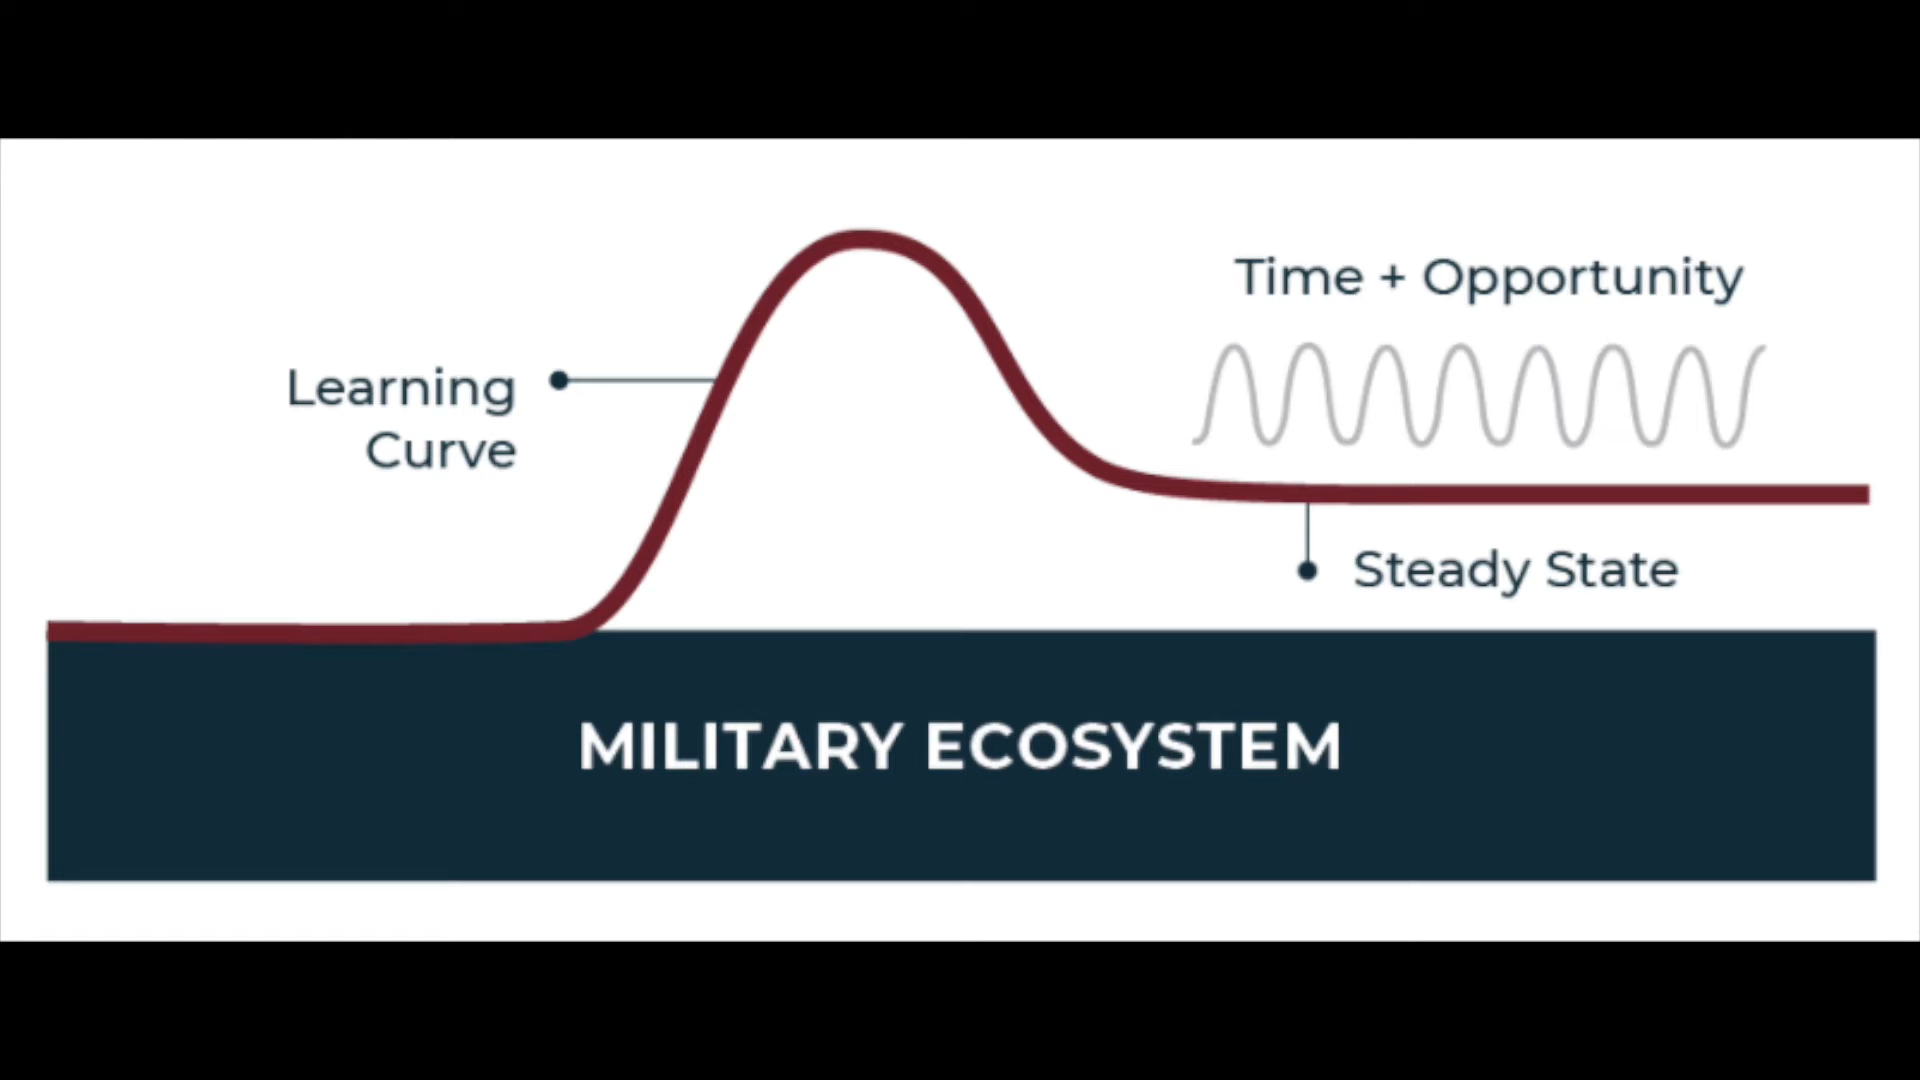 Time + Opportunity
Learning
Curve
Steady State
MILITARY ECOSYSTEM